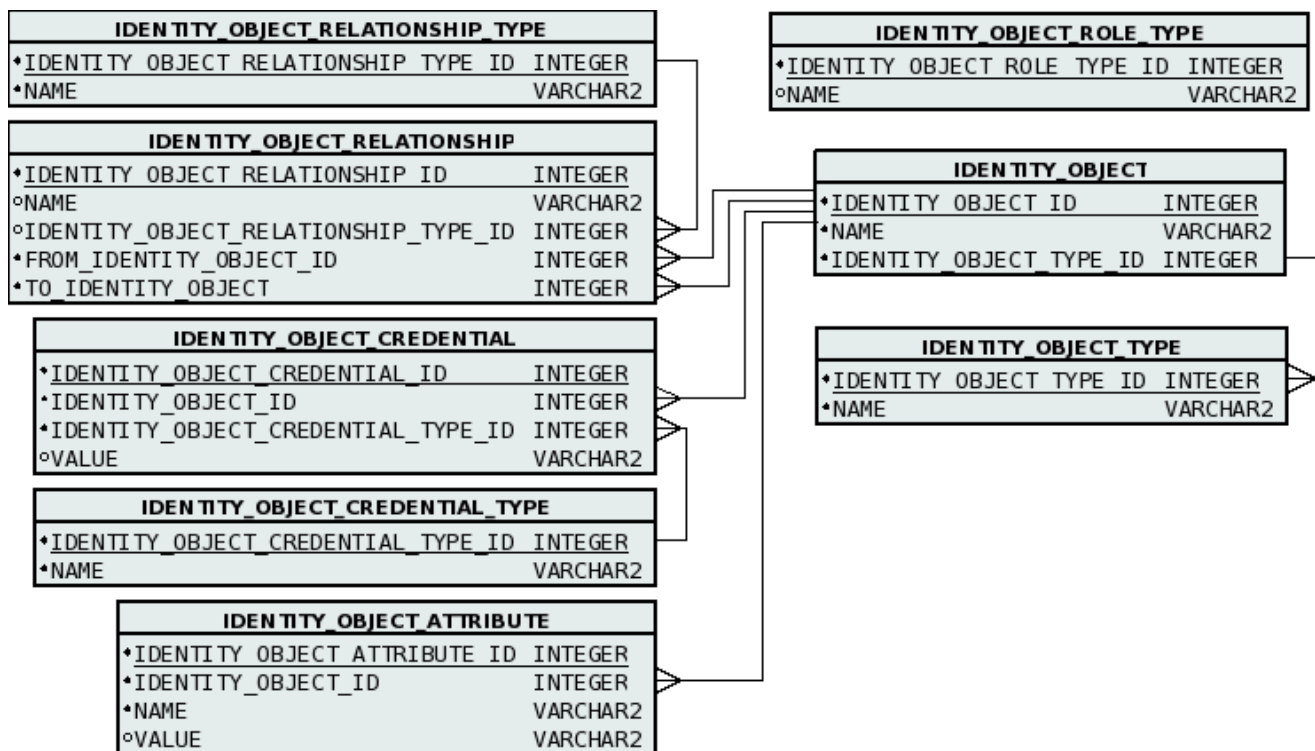 IDENTITY_OBJECT_RELATIONSHIP_TYPE
IDENTITY_OBJECT_RELATIONSHIP_TYPE_ID INTEGER
NAME VARCHAR2
IDENTITY_OBJECT_RELATIONSHIP
IDENTITY_OBJECT_RELATIONSHIP_ID INTEGER
NAME VARCHAR2
IDENTITY_OBJECT_RELATIONSHIP_TYPE_ID INTEGER
FROM_IDENTITY_OBJECT_ID INTEGER
TO_IDENTITY_OBJECT INTEGER
IDENTITY_OBJECT_CREDENTIAL
IDENTITY_OBJECT_CREDENTIAL_ID INTEGER
IDENTITY_OBJECT_ID INTEGER
IDENTITY_OBJECT_CREDENTIAL_TYPE_ID INTEGER
VALUE VARCHAR2
IDENTITY_OBJECT_CREDENTIAL_TYPE
IDENTITY_OBJECT_CREDENTIAL_TYPE_ID INTEGER
NAME VARCHAR2
IDENTITY_OBJECT_ATTRIBUTE
IDENTITY_OBJECT_ATTRIBUTE_ID INTEGER
IDENTITY_OBJECT_ID INTEGER
NAME VARCHAR2
VALUE VARCHAR2
IDENTITY_OBJECT_ROLE_TYPE
IDENTITY_OBJECT_ROLE_TYPE_ID INTEGER
NAME VARCHAR2
IDENTITY_OBJECT
IDENTITY_OBJECT_ID INTEGER
NAME VARCHAR2
IDENTITY_OBJECT_TYPE_ID INTEGER
IDENTITY_OBJECT_TYPE
IDENTITY_OBJECT_TYPE_ID INTEGER
NAME VARCHAR2